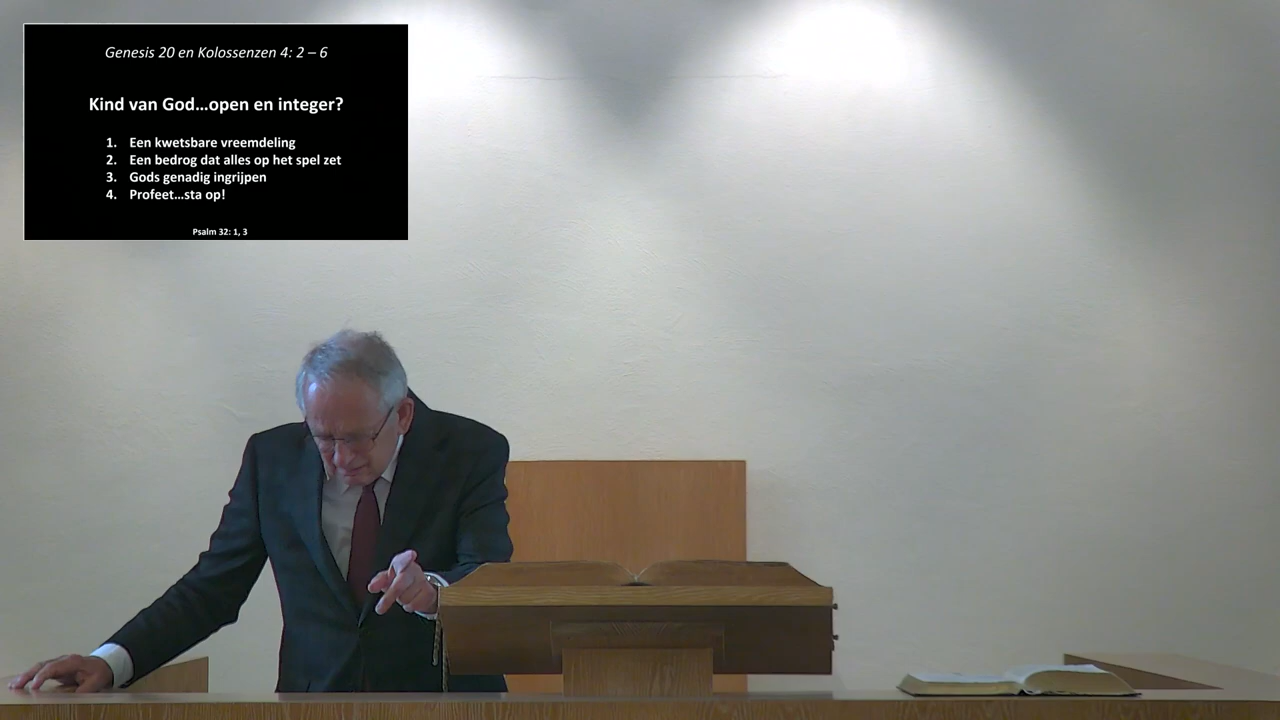 Genesis 20 en Kolossenzen 4: 2 – 6
Kind van God...open en integer?
1. Een kwetsbare vreemdeling
2. Een bedrog dat alles op het spel zet
3. Gods genadig ingrijpen
4. Profeet...sta op!
Psalm 32: 1, 3